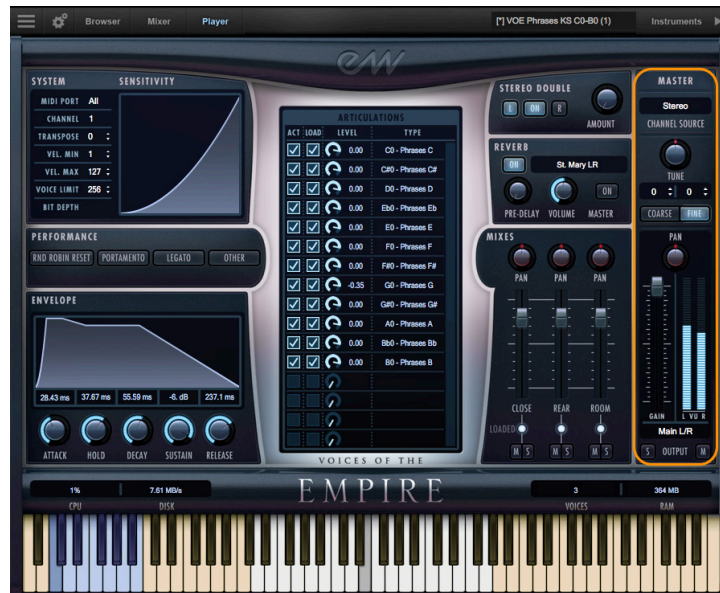 Browser Mixer Player [*] VOE Phrases KS C0-B0 (1) Instruments
EW
SYSTEM SENSITIVITY
MIDI PORT All
CHANNEL 1
TRANSPOSE 0
VEL. MIN 1
VEL. MAX 127
VOICE LIMIT 256
BIT DEPTH
PERFORMANCE
RND ROBIN RESET PORTAMENTO LEGATO OTHER
ENVELOPE
28.43 ms 37.67 ms 55.59 ms -6. dB 237.1 ms
ATTACK HOLD DECAY SUSTAIN RELEASE
ARTICULATIONS
ACT LOAD LEVEL TYPE
0.00 C0 - Phrases C
0.00 C#0 - Phrases C#
0.00 D0 - Phrases D
0.00 Eb0 - Phrases Eb
0.00 E0 - Phrases E
0.00 F0 - Phrases F
0.00 F#0 - Phrases F#
-0.35 G0 - Phrases G
0.00 G#0 - Phrases G#
0.00 A0 - Phrases A
0.00 Bb0 - Phrases Bb
0.00 B0 - Phrases B
STEREO DOUBLE
L ON R
AMOUNT
REVERB
ON St. Mary LR
ON
PRE-DELAY VOLUME MASTER
MIXES
PAN PAN PAN
CLOSE REAR ROOM
LOADED
M S M S M S
MASTER
Stereo
CHANNEL SOURCE
TUNE
0 0
COARSE FINE
PAN
GAIN L VU R
Main L/R
S OUTPUT M
VOICES OF THE
EMPIRE
1% 7.61 MB/s
CPU DISK
3 364 MB
VOICES RAM